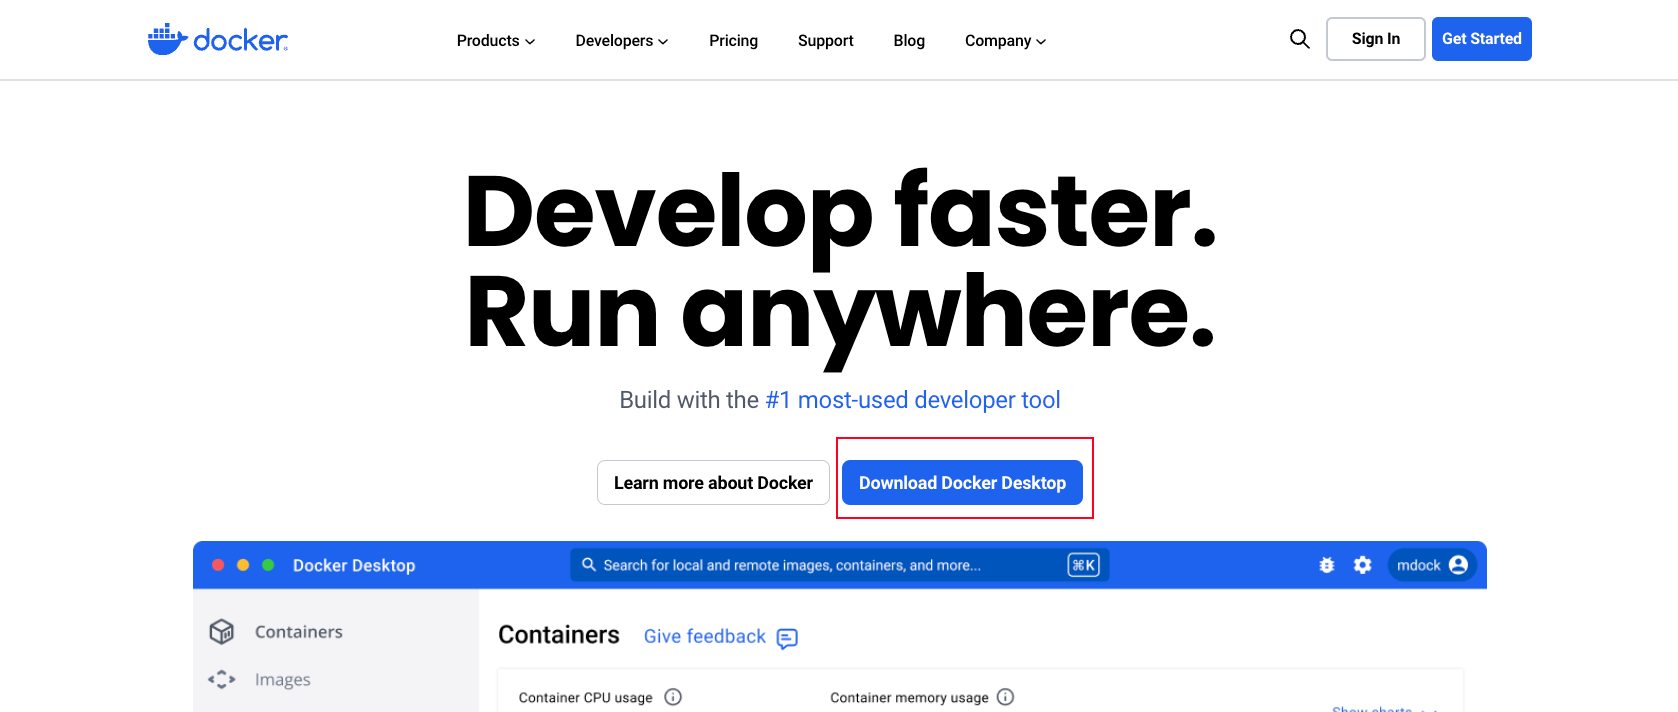 docker
Products
Developers
Pricing
Support
Blog
Company
Sign In
Get Started
Develop faster.
Run anywhere.
Build with the #1 most-used developer tool
Learn more about Docker
Download Docker Desktop
Docker Desktop
Search for local and remote images, containers, and more...
⌘K
mdock
Containers
Images
Containers
Give feedback
Container CPU usage
Container memory usage
Show charts